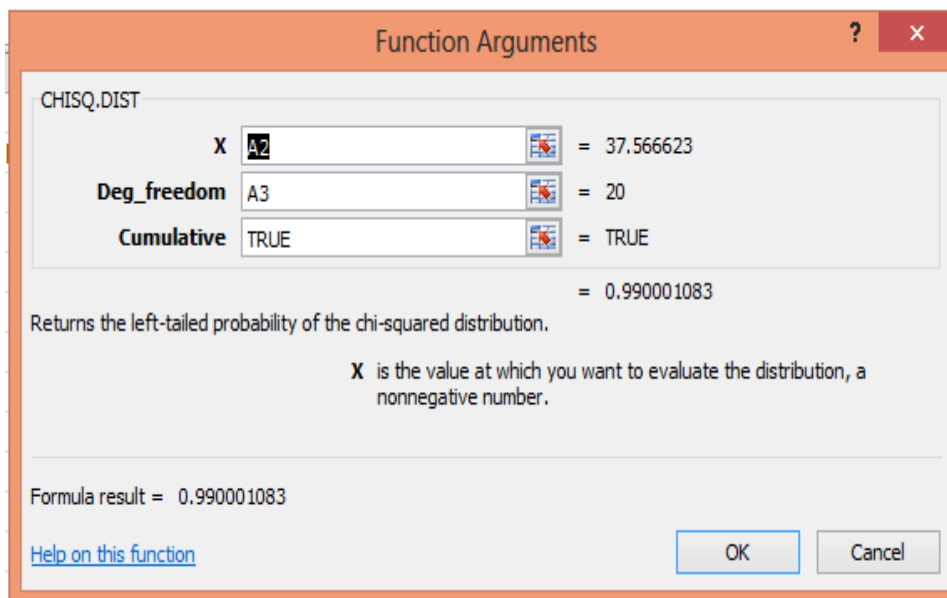 Function Arguments ? x
CHISQ.DIST
X A2 = 37.566623
Deg_freedom A3 = 20
Cumulative TRUE = TRUE
= 0.990001083
Returns the left-tailed probability of the chi-squared distribution.
X is the value at which you want to evaluate the distribution, a
nonnegative number.
Formula result = 0.990001083
Help on this function OK Cancel